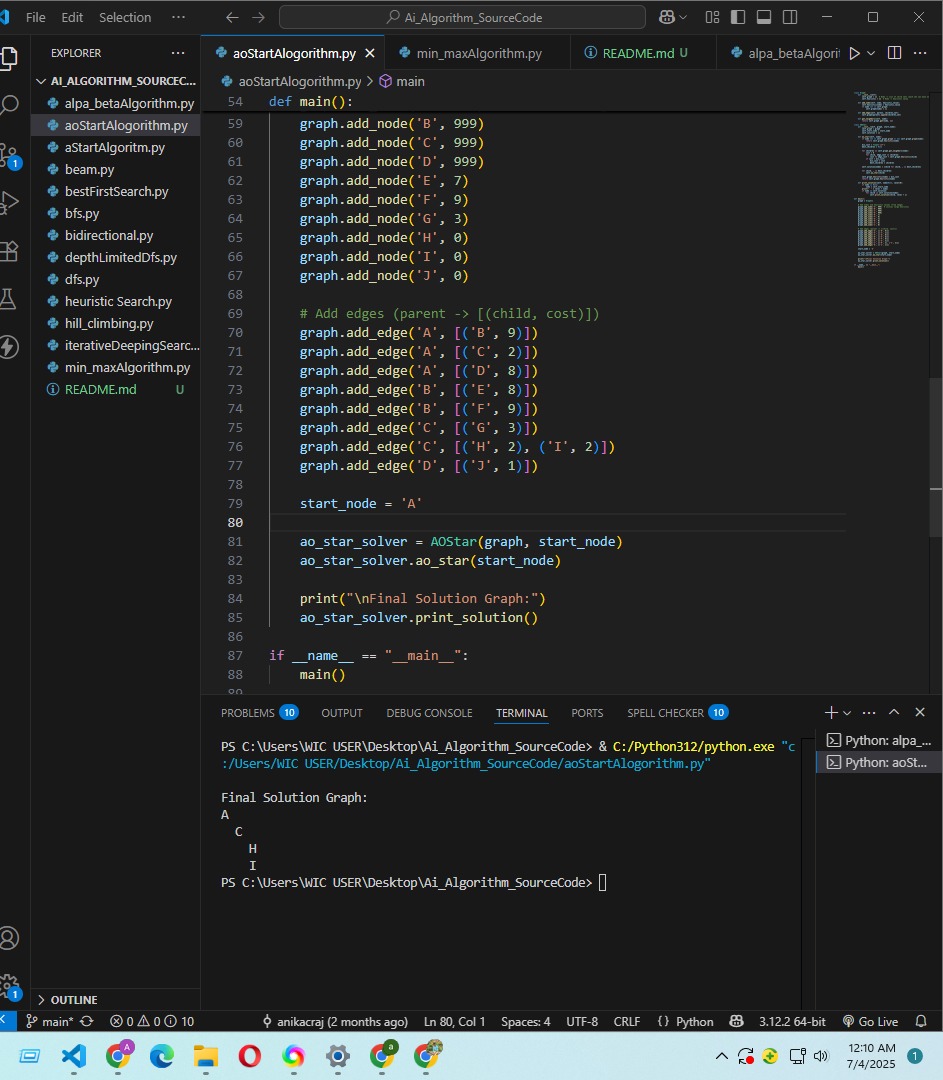 File Edit Selection ··· Ai_Algorithm_SourceCode
EXPLORER ···
aoStartAlogorithm.py min_maxAlgorithm.py README.md U alpa_betaAlgorit
aoStartAlogorithm.py > main
AI_ALGORITHM_SOURCEC...
alpa_betaAlgorithm.py
aoStartAlogorithm.py
aStartAlgoritm.py
beam.py
bestFirstSearch.py
bfs.py
bidirectional.py
depthLimitedDfs.py
dfs.py
heuristic Search.py
hill_climbing.py
iterativeDeepingSearc...
min_maxAlgorithm.py
README.md U
OUTLINE
1
1
54 def main():
59 graph.add_node('B', 999)
60 graph.add_node('C', 999)
61 graph.add_node('D', 999)
62 graph.add_node('E', 7)
63 graph.add_node('F', 9)
64 graph.add_node('G', 3)
65 graph.add_node('H', 0)
66 graph.add_node('I', 0)
67 graph.add_node('J', 0)
68
69 # Add edges (parent -> [(child, cost)])
70 graph.add_edge('A', [('B', 9)])
71 graph.add_edge('A', [('C', 2)])
72 graph.add_edge('A', [('D', 8)])
73 graph.add_edge('B', [('E', 8)])
74 graph.add_edge('B', [('F', 9)])
75 graph.add_edge('C', [('G', 3)])
76 graph.add_edge('C', [('H', 2), ('I', 2)])
77 graph.add_edge('D', [('J', 1)])
78
79 start_node = 'A'
80
81 ao_star_solver = AOStar(graph, start_node)
82 ao_star_solver.ao_star(start_node)
83
84 print("\nFinal Solution Graph:")
85 ao_star_solver.print_solution()
86
87 if __name__ == "__main__":
88 main()
89
PROBLEMS 10 OUTPUT DEBUG CONSOLE TERMINAL PORTS SPELL CHECKER 10
PS C:\Users\WIC USER\Desktop\Ai_Algorithm_SourceCode> & C:/Python312/python.exe "c
:/Users/WIC USER/Desktop/Ai_Algorithm_SourceCode/aoStartAlogorithm.py"
Final Solution Graph:
A
C
H
I
PS C:\Users\WIC USER\Desktop\Ai_Algorithm_SourceCode>
Python: alpa_...
Python: aoSt...
main* 0 0 10 anikacraj (2 months ago) Ln 80, Col 1 Spaces: 4 UTF-8 CRLF {} Python 3.12.2 64-bit Go Live
12:10 AM
7/4/2025
1